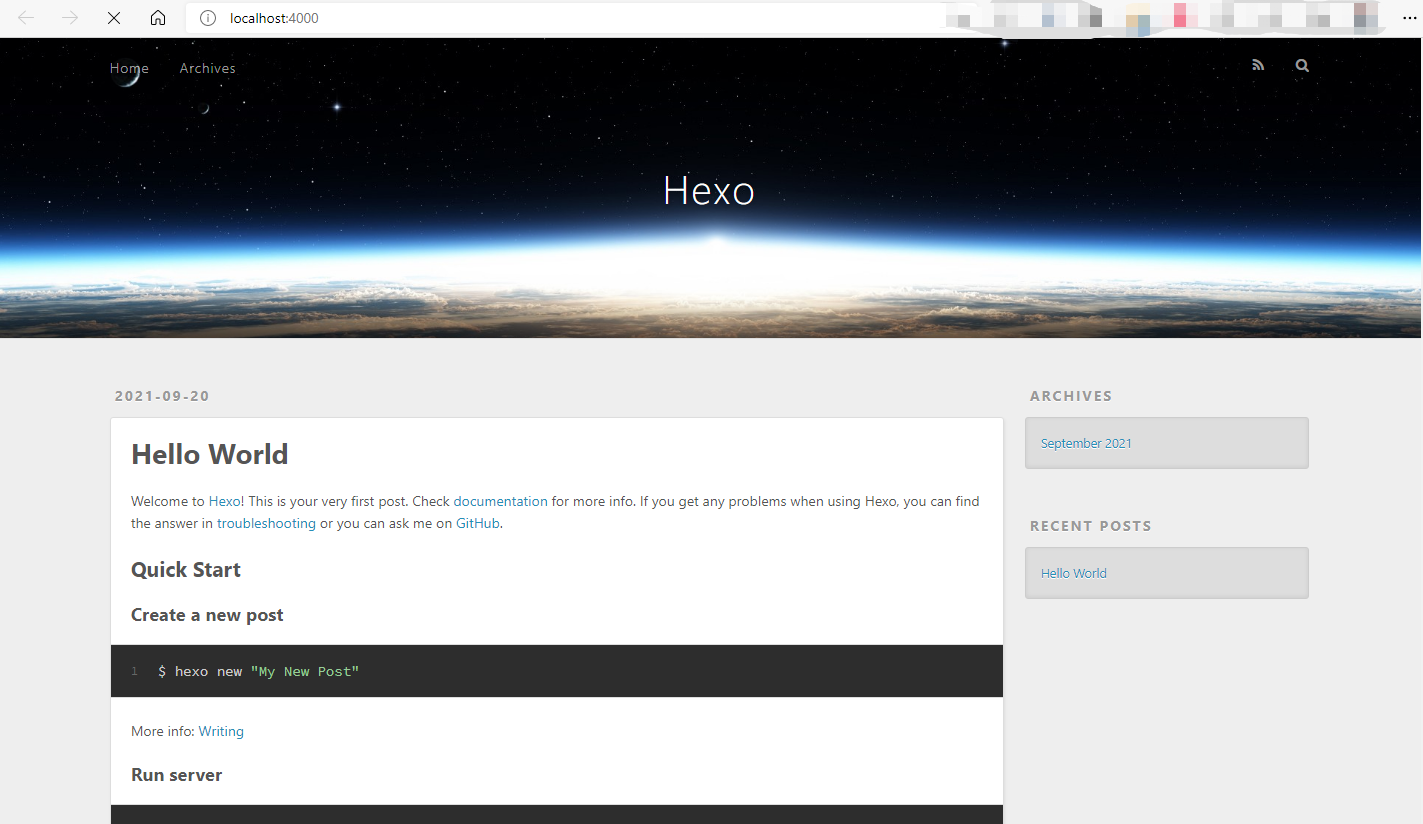 localhost:4000
Home Archives
Hexo
2021-09-20
Hello World
Welcome to Hexo! This is your very first post. Check documentation for more info. If you get any problems when using Hexo, you can find
the answer in troubleshooting or you can ask me on GitHub.
Quick Start
Create a new post
1 $ hexo new "My New Post"
More info: Writing
Run server
ARCHIVES
September 2021
RECENT POSTS
Hello World